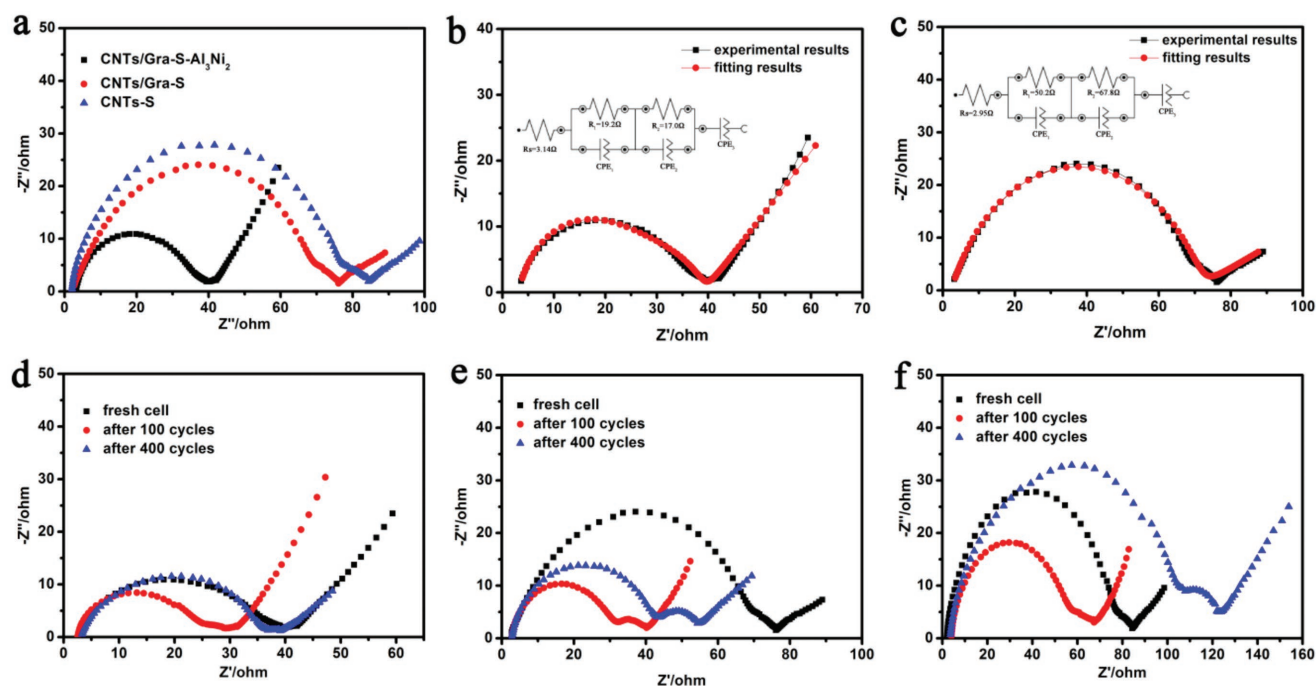 a
-Z''/ohm
50
40
30
20
10
0
CNTs/Gra-S-Al3Ni2
CNTs/Gra-S
CNTs-S
0 20 40 60 80 100
Z''/ohm
b
-Z''/ohm
40
30
20
10
0
experimental results
fitting results
Rs=3.14Ω
R1=19.2Ω
CPE1
R2=17.0Ω
CPE2
CPE3
0 10 20 30 40 50 60 70
Z'/ohm
c
-Z''/ohm
50
40
30
20
10
0
experimental results
fitting results
Rs=2.95Ω
R1=50.2Ω
CPE1
R2=67.8Ω
CPE2
CPE3
0 20 40 60 80 100
Z'/ohm
d
-Z''/ohm
50
40
30
20
10
0
fresh cell
after 100 cycles
after 400 cycles
0 10 20 30 40 50 60
Z'/ohm
e
-Z''/ohm
50
40
30
20
10
0
fresh cell
after 100 cycles
after 400 cycles
0 20 40 60 80 100
Z'/ohm
f
-Z''/ohm
50
40
30
20
10
0
fresh cell
after 100 cycles
after 400 cycles
0 20 40 60 80 100 120 140 160
Z'/ohm